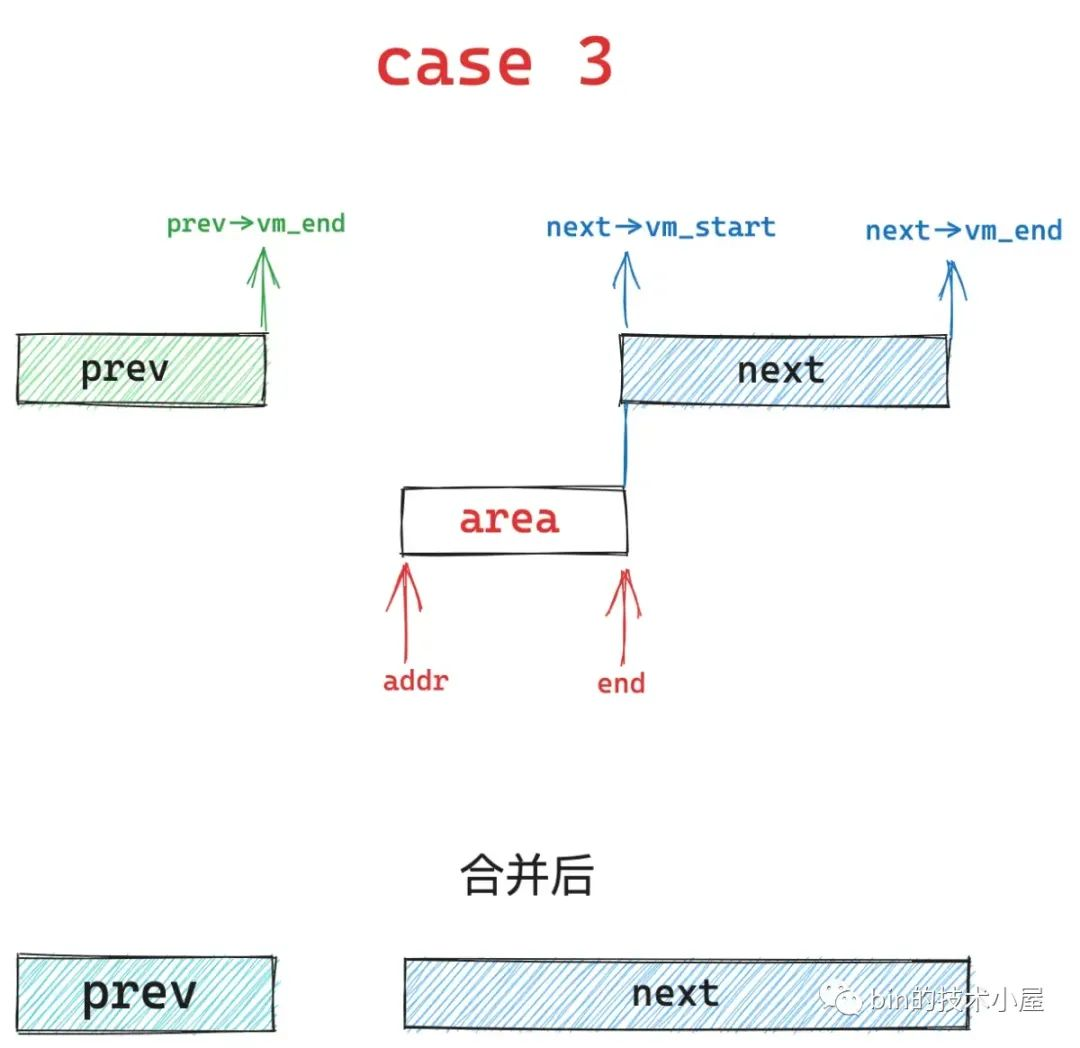 case 3
prev→vm_end
next→vm_start
next→vm_end
prev
next
area
addr
end
合并后
prev
next
bin的技术小屋